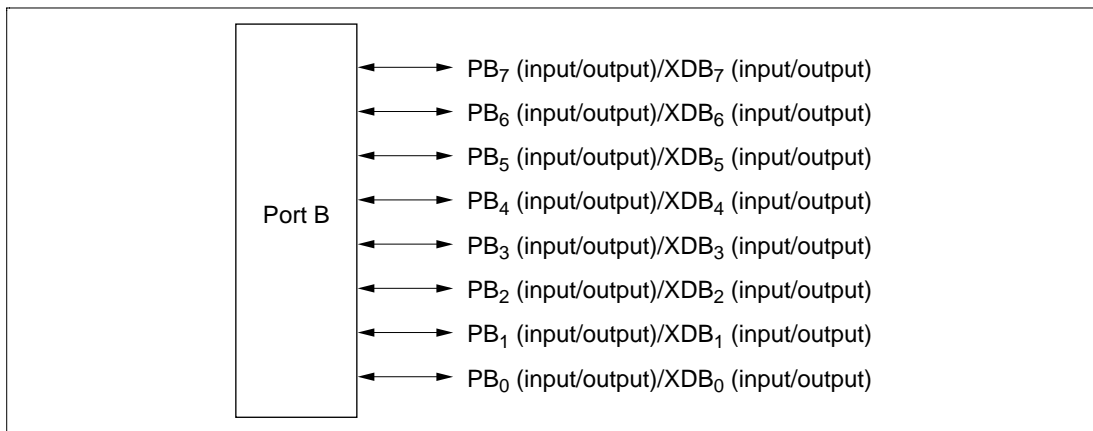 PB₇ (input/output)/XDB₇ (input/output)
PB₆ (input/output)/XDB₆ (input/output)
PB₅ (input/output)/XDB₅ (input/output)
PB₄ (input/output)/XDB₄ (input/output)
Port B
PB₃ (input/output)/XDB₃ (input/output)
PB₂ (input/output)/XDB₂ (input/output)
PB₁ (input/output)/XDB₁ (input/output)
PB₀ (input/output)/XDB₀ (input/output)